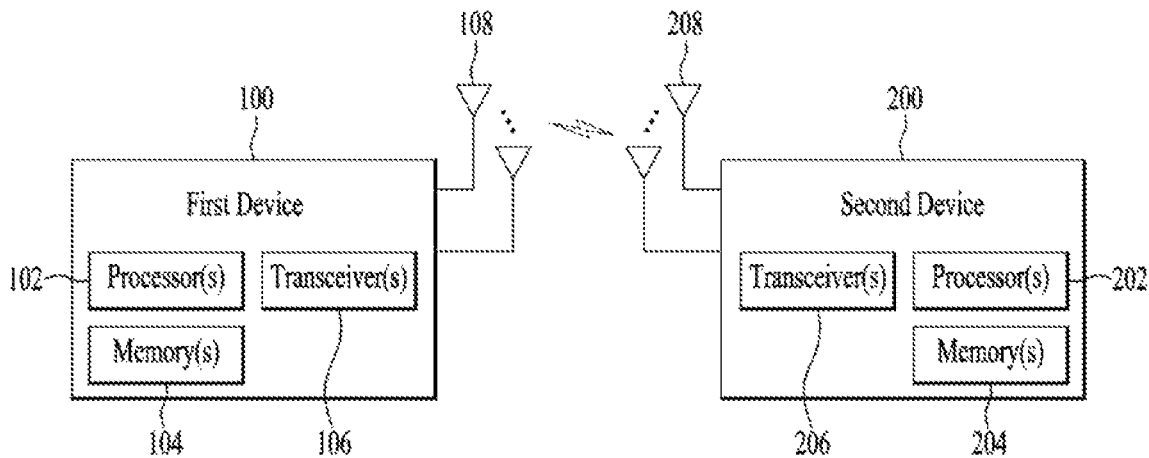 108
208
100
200
First Device
Second Device
102
Processor(s)
Transceiver(s)
Transceiver(s)
Processor(s)
202
Memory(s)
Memory(s)
104
106
206
204